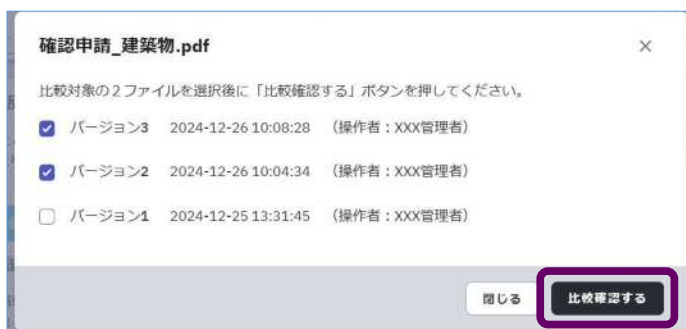 確認申請_建築物.pdf
比較対象の2ファイルを選択後に「比較確認する」ボタンを押してください。
バージョン3 2024-12-26 10:08:28 (操作者:XXX管理者)
バージョン2 2024-12-26 10:04:34 (操作者:XXX管理者)
バージョン1 2024-12-25 13:31:45 (操作者:XXX管理者)
閉じる 比較確認する